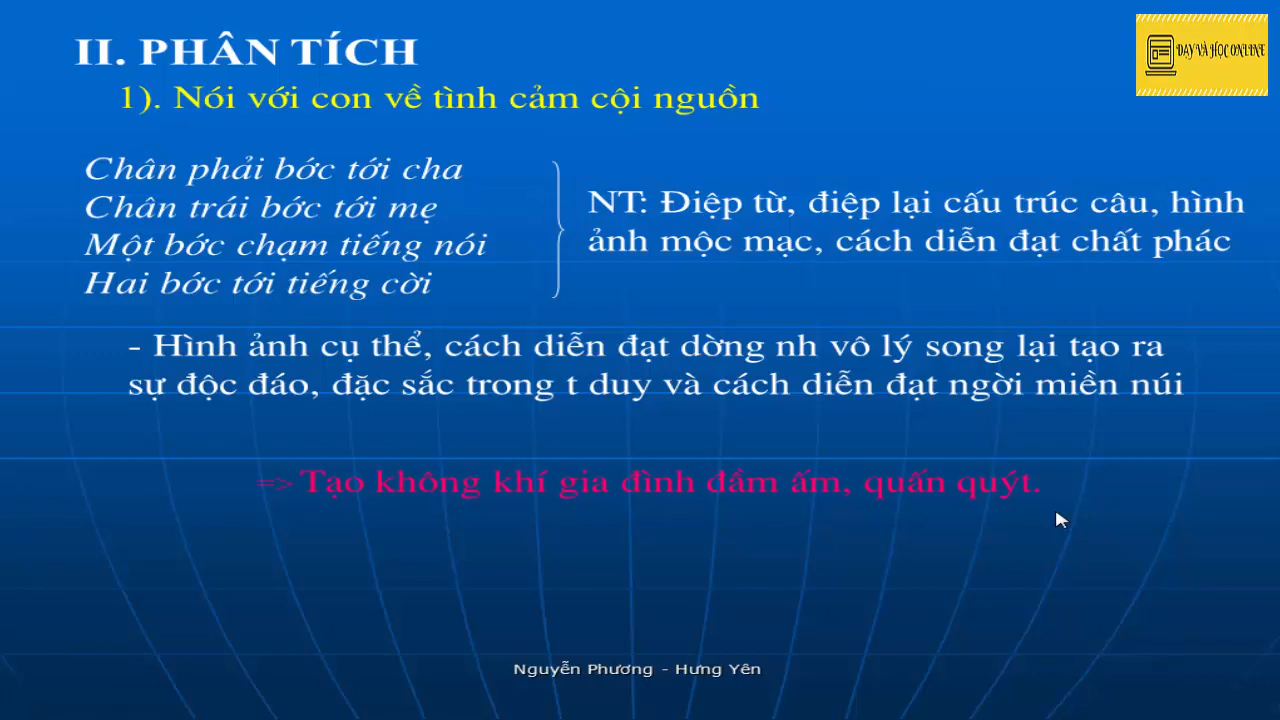 II. PHÂN TÍCH
DẠY VÀ HỌC ONLINE
1). Nói với con về tình cảm cội nguồn
Chân phải bớc tới cha
Chân trái bớc tới mẹ
Một bớc chạm tiếng nói
Hai bớc tới tiếng cời
NT: Điệp từ, điệp lại cấu trúc câu, hình
ảnh mộc mạc, cách diễn đạt chất phác
- Hình ảnh cụ thể, cách diễn đạt dờng nh vô lý song lại tạo ra
sự độc đáo, đặc sắc trong t duy và cách diễn đạt ngời miền núi
=> Tạo không khí gia đình đầm ấm, quấn quýt.
Nguyễn Phương - Hưng Yên